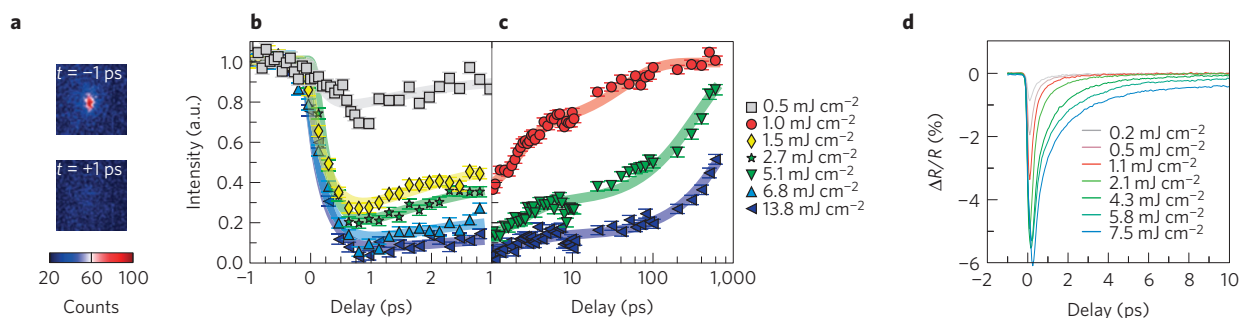 a
t = −1 ps
t = +1 ps
20 60 100
Counts
b
Intensity (a.u.)
1.0
0.8
0.6
0.4
0.2
0.0
−1 0 1 2
Delay (ps)
c
1 10 100 1,000
Delay (ps)
0.5 mJ cm−2
1.0 mJ cm−2
1.5 mJ cm−2
2.7 mJ cm−2
5.1 mJ cm−2
6.8 mJ cm−2
13.8 mJ cm−2
d
ΔR/R (%)
0
−2
−4
−6
0.2 mJ cm−2
0.5 mJ cm−2
1.1 mJ cm−2
2.1 mJ cm−2
4.3 mJ cm−2
5.8 mJ cm−2
7.5 mJ cm−2
−2 0 2 4 6 8 10
Delay (ps)